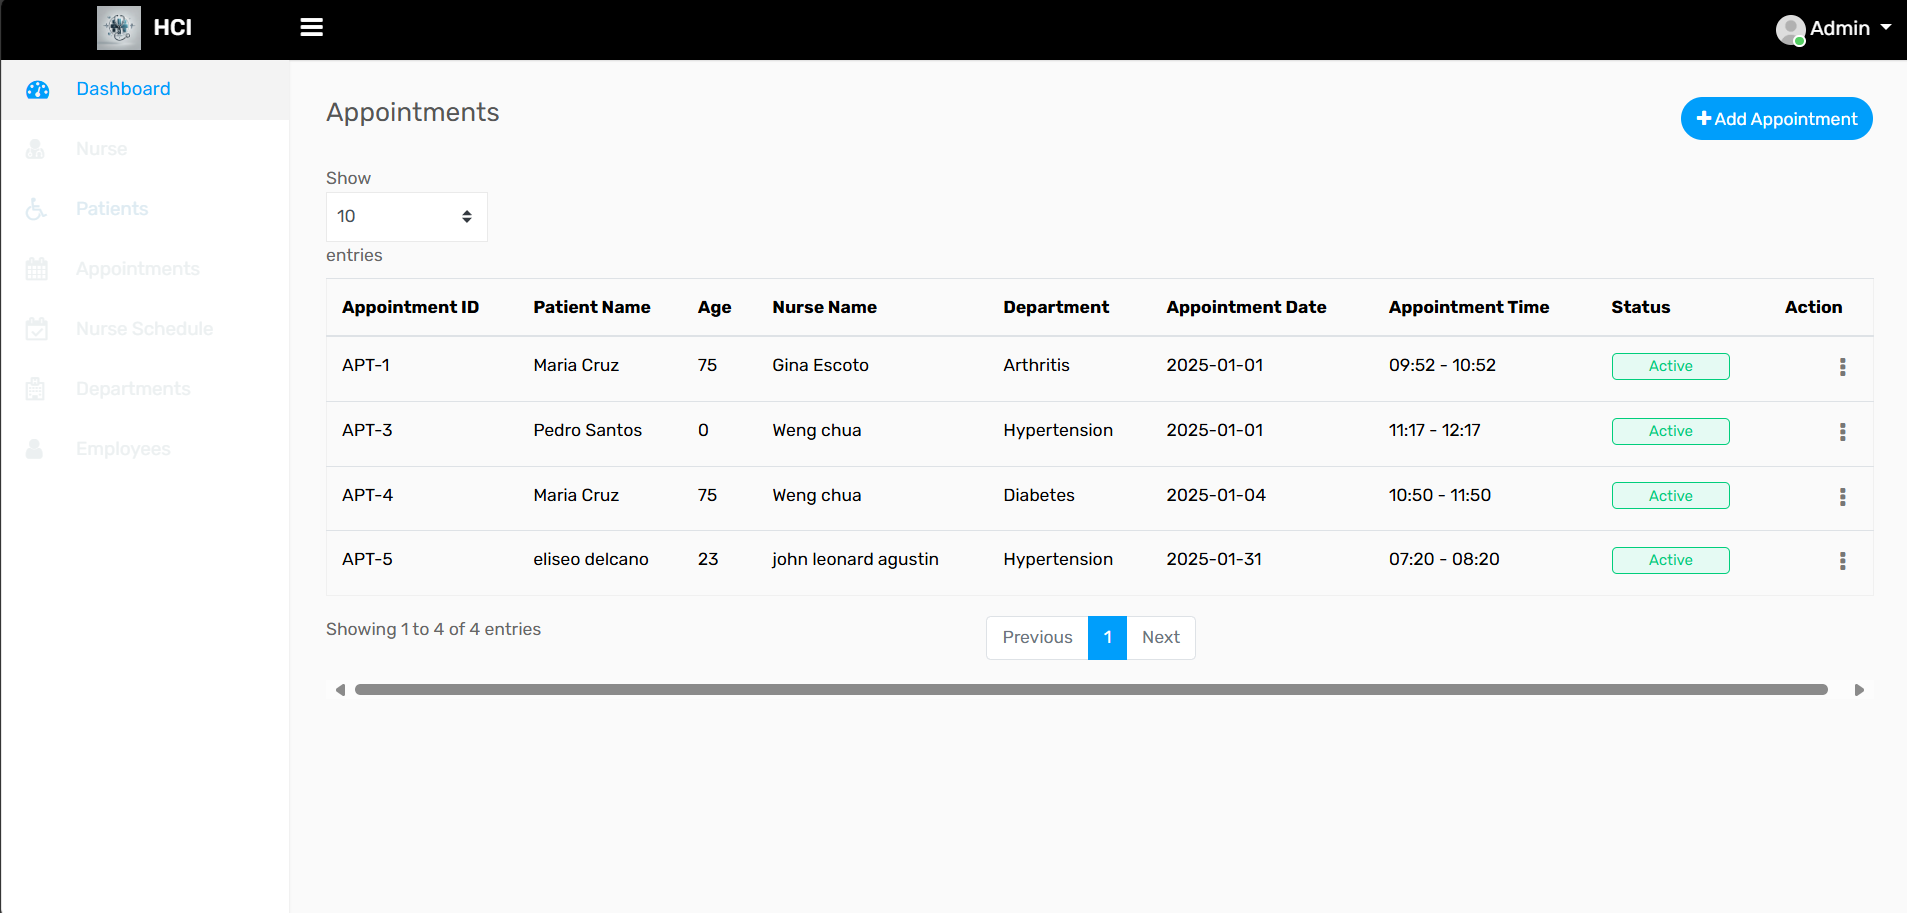 HCI
Admin
Dashboard
Nurse
Patients
Appointments
Nurse Schedule
Departments
Employees
Appointments
Add Appointment
Show
10
entries
Appointment ID Patient Name Age Nurse Name Department Appointment Date Appointment Time Status Action
APT-1 Maria Cruz 75 Gina Escoto Arthritis 2025-01-01 09:52 - 10:52 Active
APT-3 Pedro Santos 0 Weng chua Hypertension 2025-01-01 11:17 - 12:17 Active
APT-4 Maria Cruz 75 Weng chua Diabetes 2025-01-04 10:50 - 11:50 Active
APT-5 eliseo delcano 23 john leonard agustin Hypertension 2025-01-31 07:20 - 08:20 Active
Showing 1 to 4 of 4 entries
Previous 1 Next